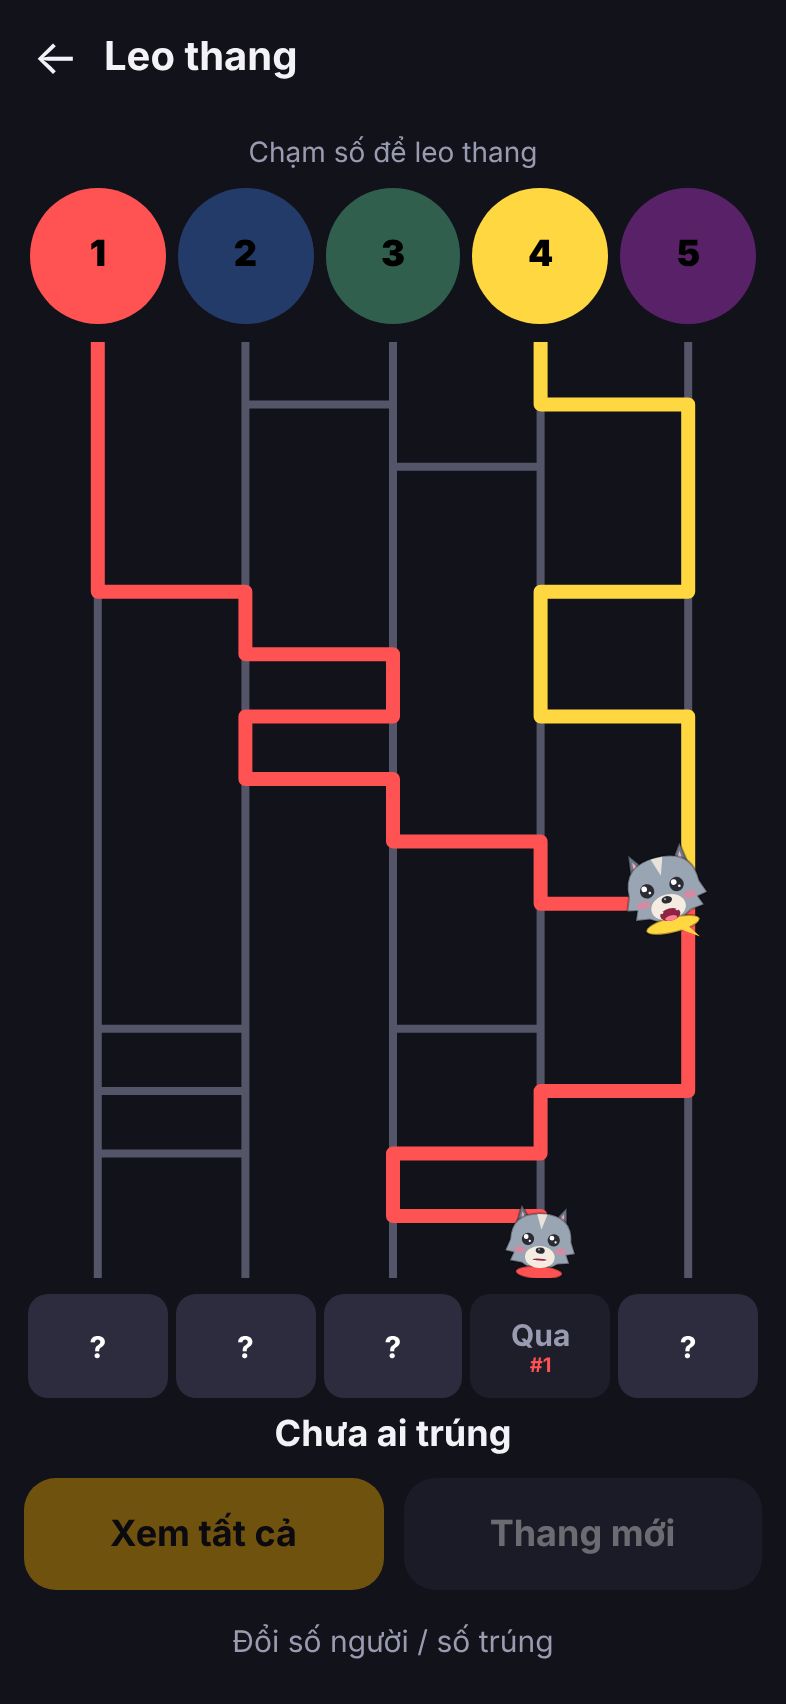 Leo thang
Chạm số để leo thang
1 2 3 4 5
? ? ? Qua ?
#1
Chưa ai trúng
Xem tất cả Thang mới
Đổi số người / số trúng